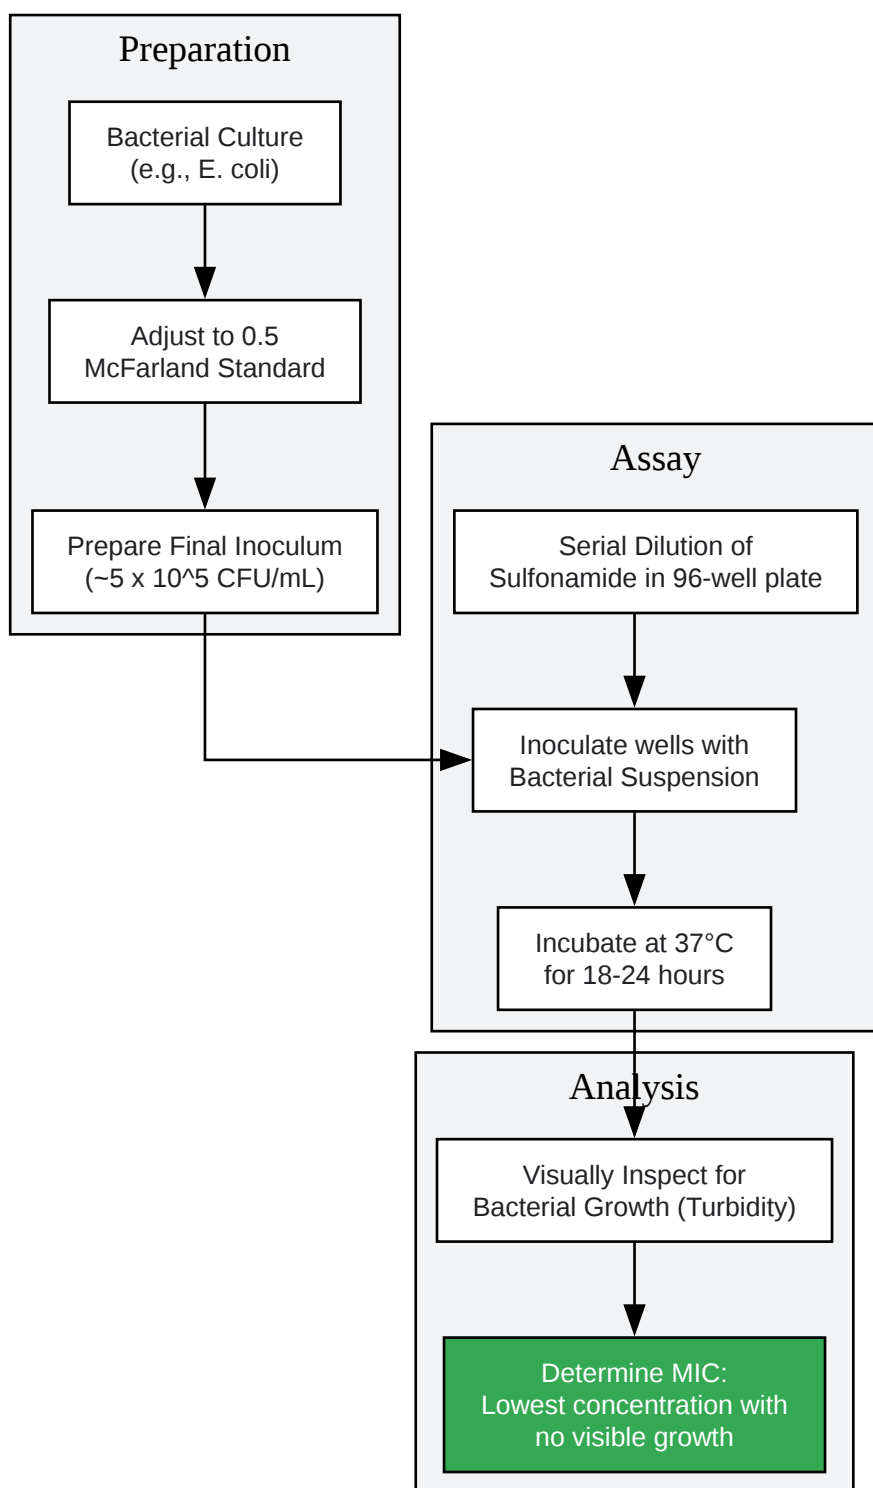 Preparation
Bacterial Culture
(e.g., E. coli)
Adjust to 0.5
McFarland Standard
Prepare Final Inoculum
(~5 x 10^5 CFU/mL)
Assay
Serial Dilution of
Sulfonamide in 96-well plate
Inoculate wells with
Bacterial Suspension
Incubate at 37°C
for 18-24 hours
Analysis
Visually Inspect for
Bacterial Growth (Turbidity)
Determine MIC:
Lowest concentration with
no visible growth